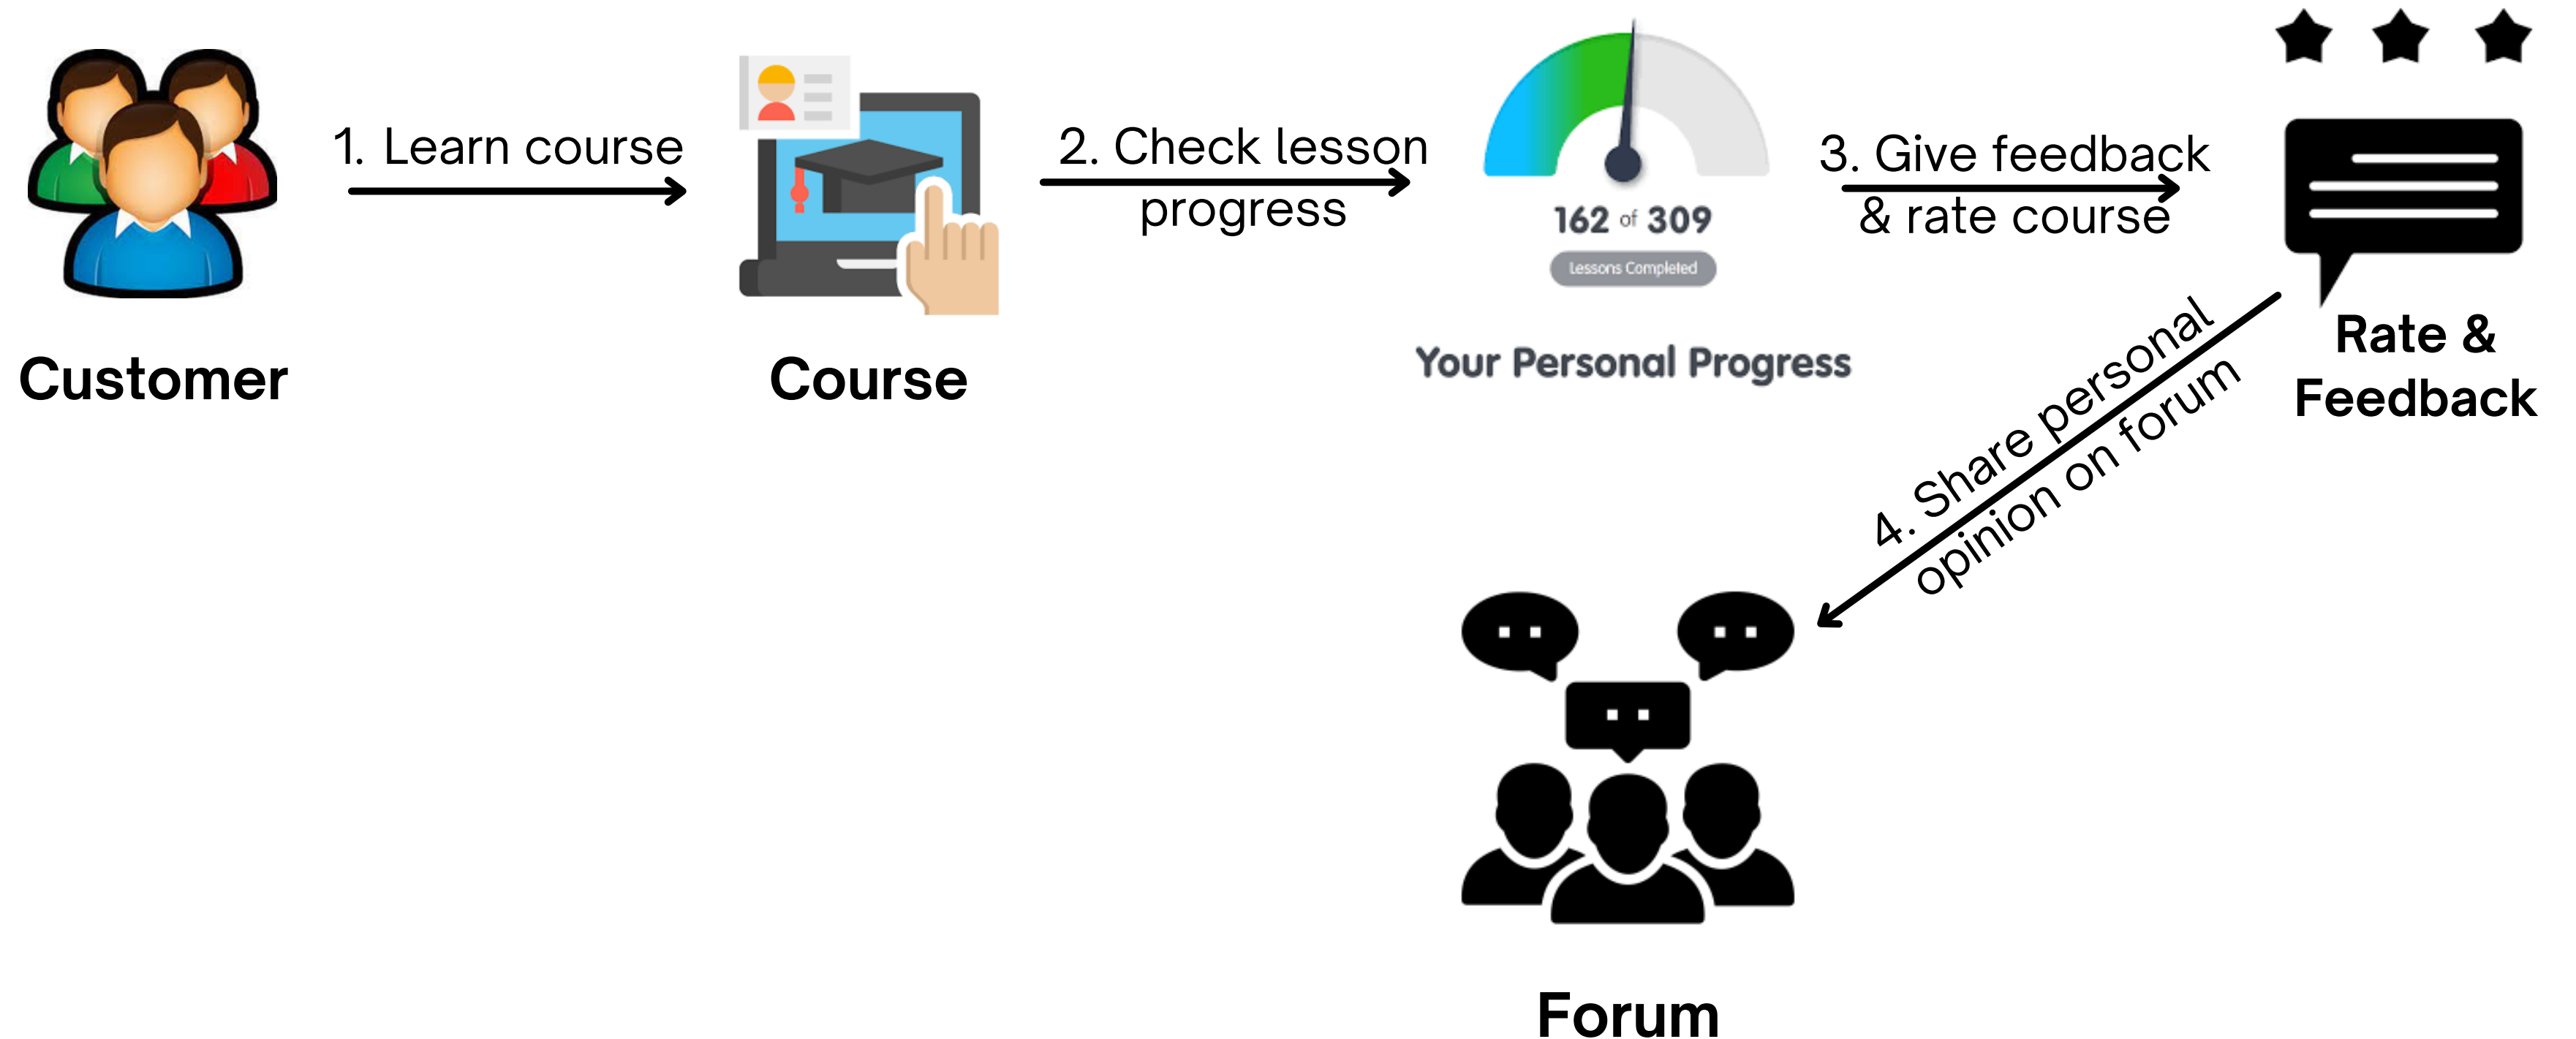 1. Learn course
2. Check lesson
progress
3. Give feedback
& rate course
162 of 309
Lessons Completed
Your Personal Progress
Customer
Course
Rate &
Feedback
4. Share personal
opinion on forum
Forum